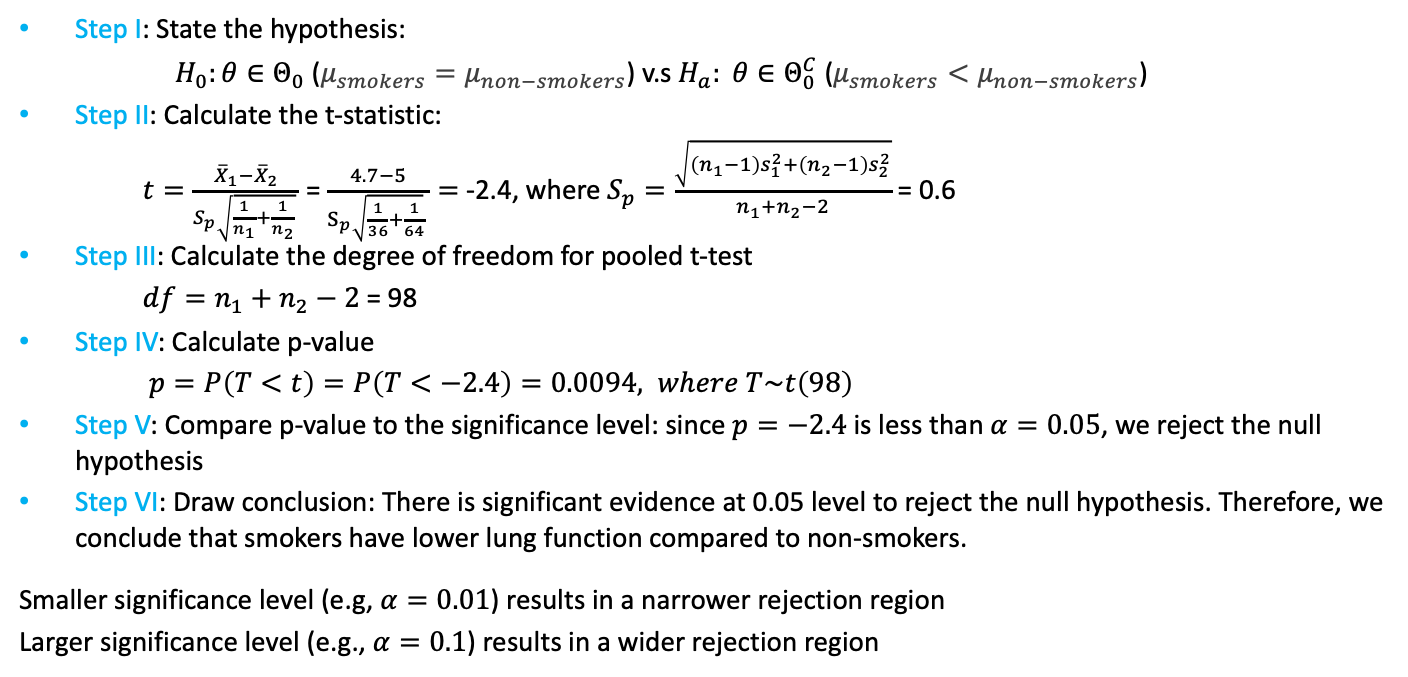 • Step I: State the hypothesis:
H₀: θ ∈ Θ₀ (μ_smokers = μ_non−smokers) v.s Hₐ: θ ∈ Θ₀ᶜ (μ_smokers < μ_non−smokers)
• Step II: Calculate the t-statistic:
t = (X̄₁−X̄₂)/(S_p√(1/n₁+1/n₂)) = (4.7−5)/(S_p√(1/36+1/64)) = -2.4, where S_p = √((n₁−1)s₁²+(n₂−1)s₂²)/(n₁+n₂−2) = 0.6
• Step III: Calculate the degree of freedom for pooled t-test
df = n₁ + n₂ − 2 = 98
• Step IV: Calculate p-value
p = P(T < t) = P(T < −2.4) = 0.0094, where T~t(98)
• Step V: Compare p-value to the significance level: since p = −2.4 is less than α = 0.05, we reject the null
hypothesis
• Step VI: Draw conclusion: There is significant evidence at 0.05 level to reject the null hypothesis. Therefore, we
conclude that smokers have lower lung function compared to non-smokers.
Smaller significance level (e.g, α = 0.01) results in a narrower rejection region
Larger significance level (e.g., α = 0.1) results in a wider rejection region